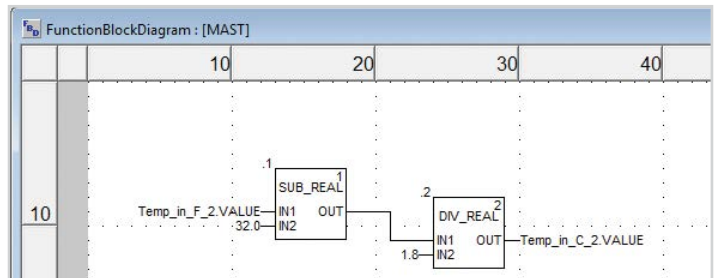 FBD FunctionBlockDiagram : [MAST]
10 20 30 40
.1
1
SUB_REAL
.2
2
DIV_REAL
10
Temp_in_F_2.VALUE IN1 OUT
32.0 IN2
IN1 OUT Temp_in_C_2.VALUE
1.8 IN2